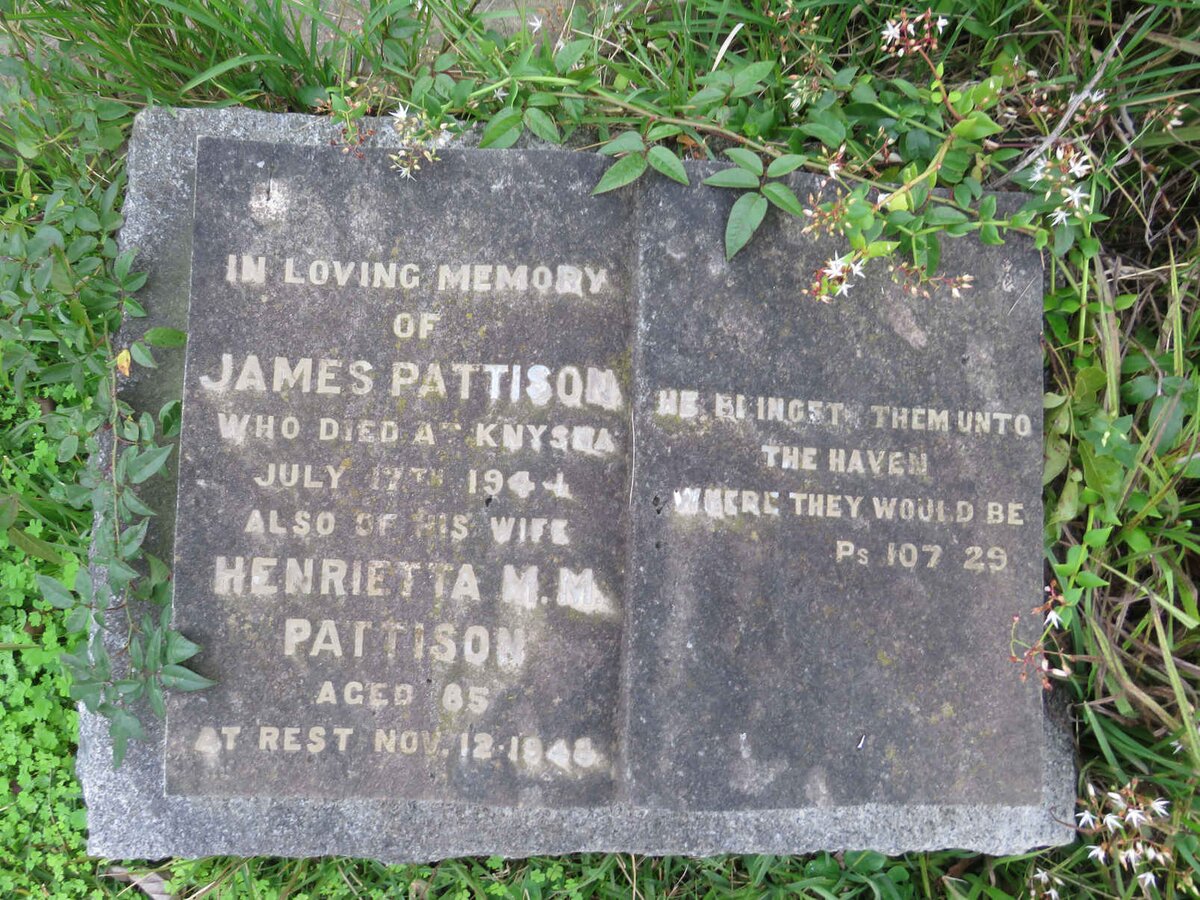 IN LOVING MEMORY
OF
JAMES PATTISON
WHO DIED AT KNYSNA
JULY 17TH 1944
ALSO OF HIS WIFE
HENRIETTA M.M.
PATTISON
AGED 85
AT REST NOV. 12. 1948
HE BRINGETH THEM UNTO
THE HAVEN
WHERE THEY WOULD BE
Ps 107 29